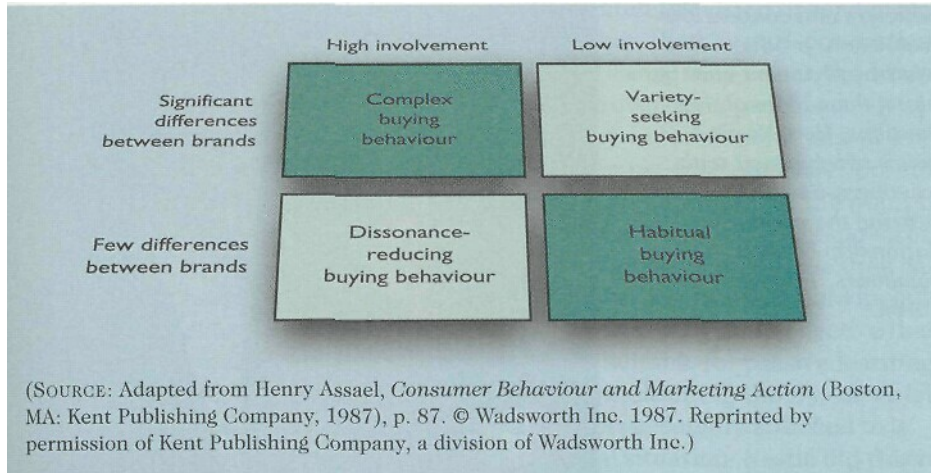 High involvement
Low involvement
Significant
differences
between brands
Complex
buying
behaviour
Variety-
seeking
buying behaviour
Few differences
between brands
Dissonance-
reducing
buying behaviour
Habitual
buying
behaviour
(SOURCE: Adapted from Henry Assael, Consumer Behaviour and Marketing Action (Boston,
MA: Kent Publishing Company, 1987), p. 87. © Wadsworth Inc. 1987. Reprinted by
permission of Kent Publishing Company, a division of Wadsworth Inc.)